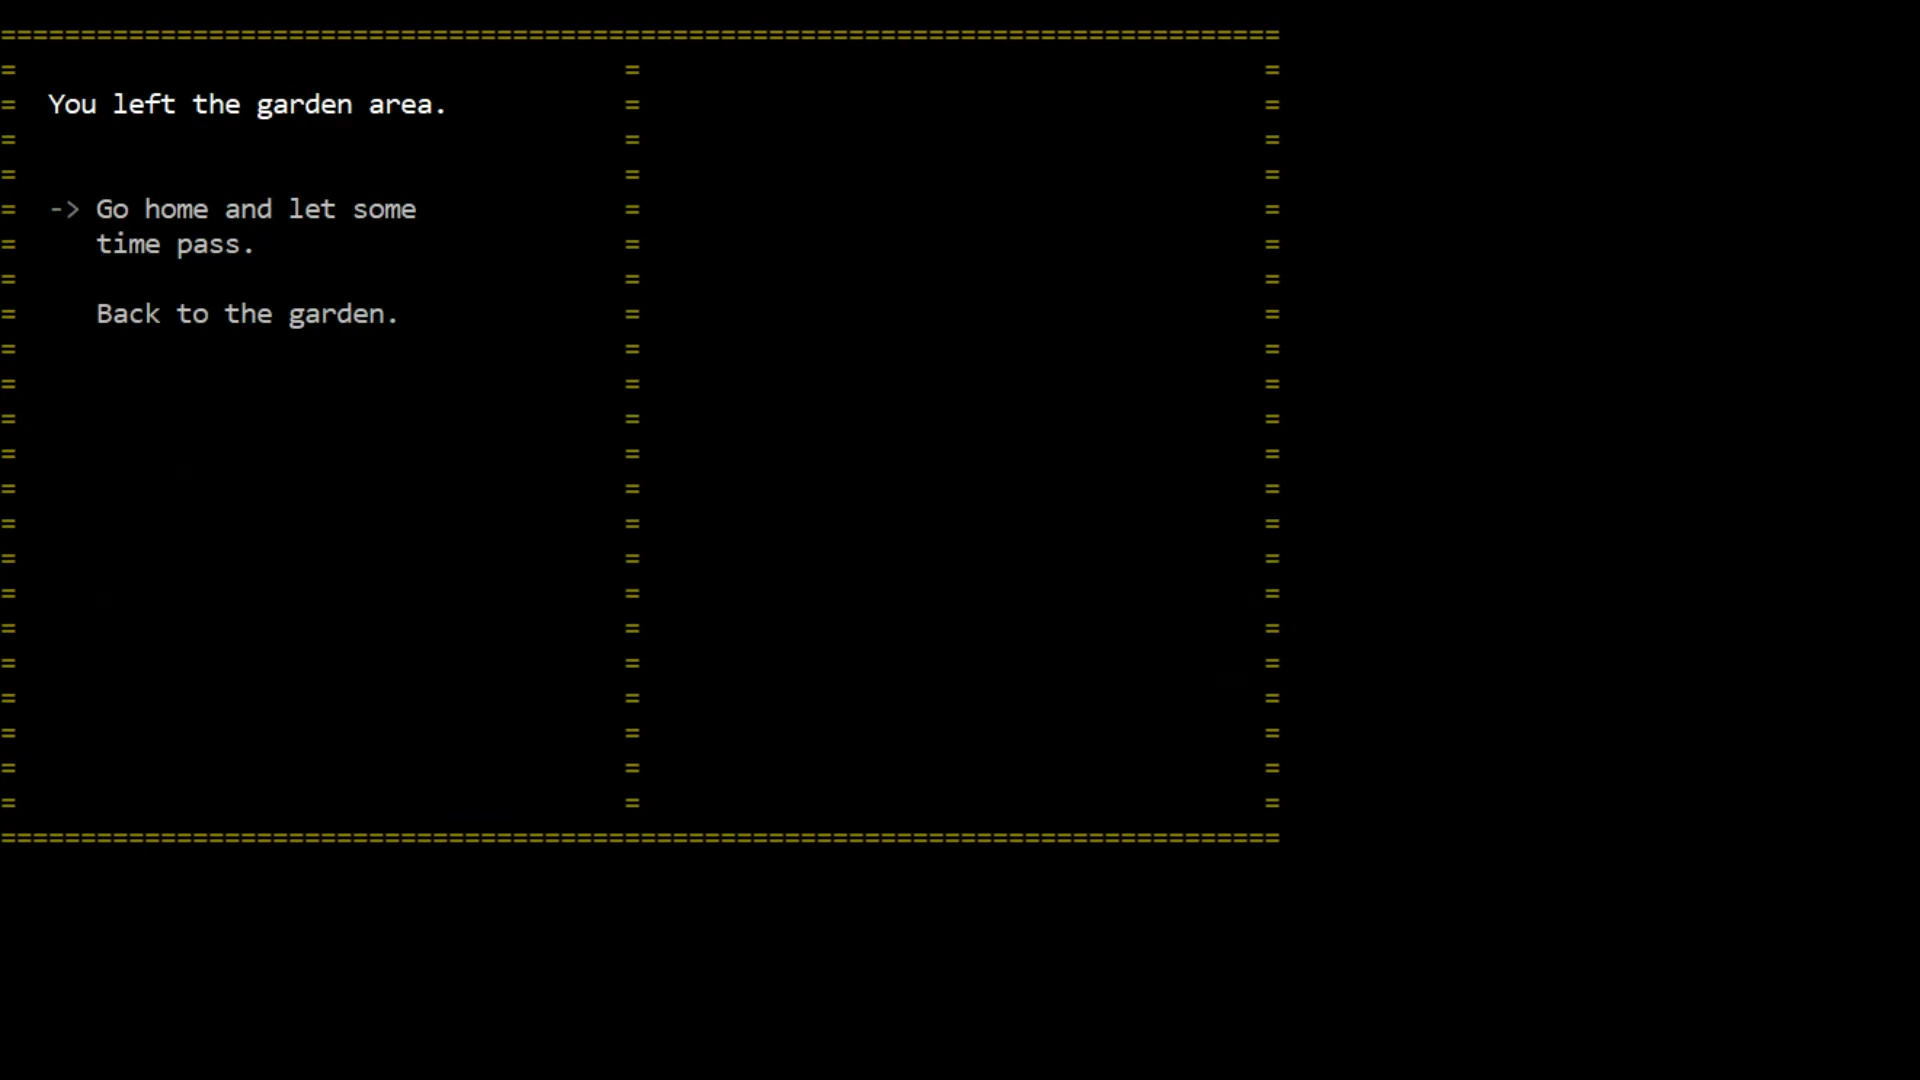 You left the garden area.
-> Go home and let some
time pass.
Back to the garden.